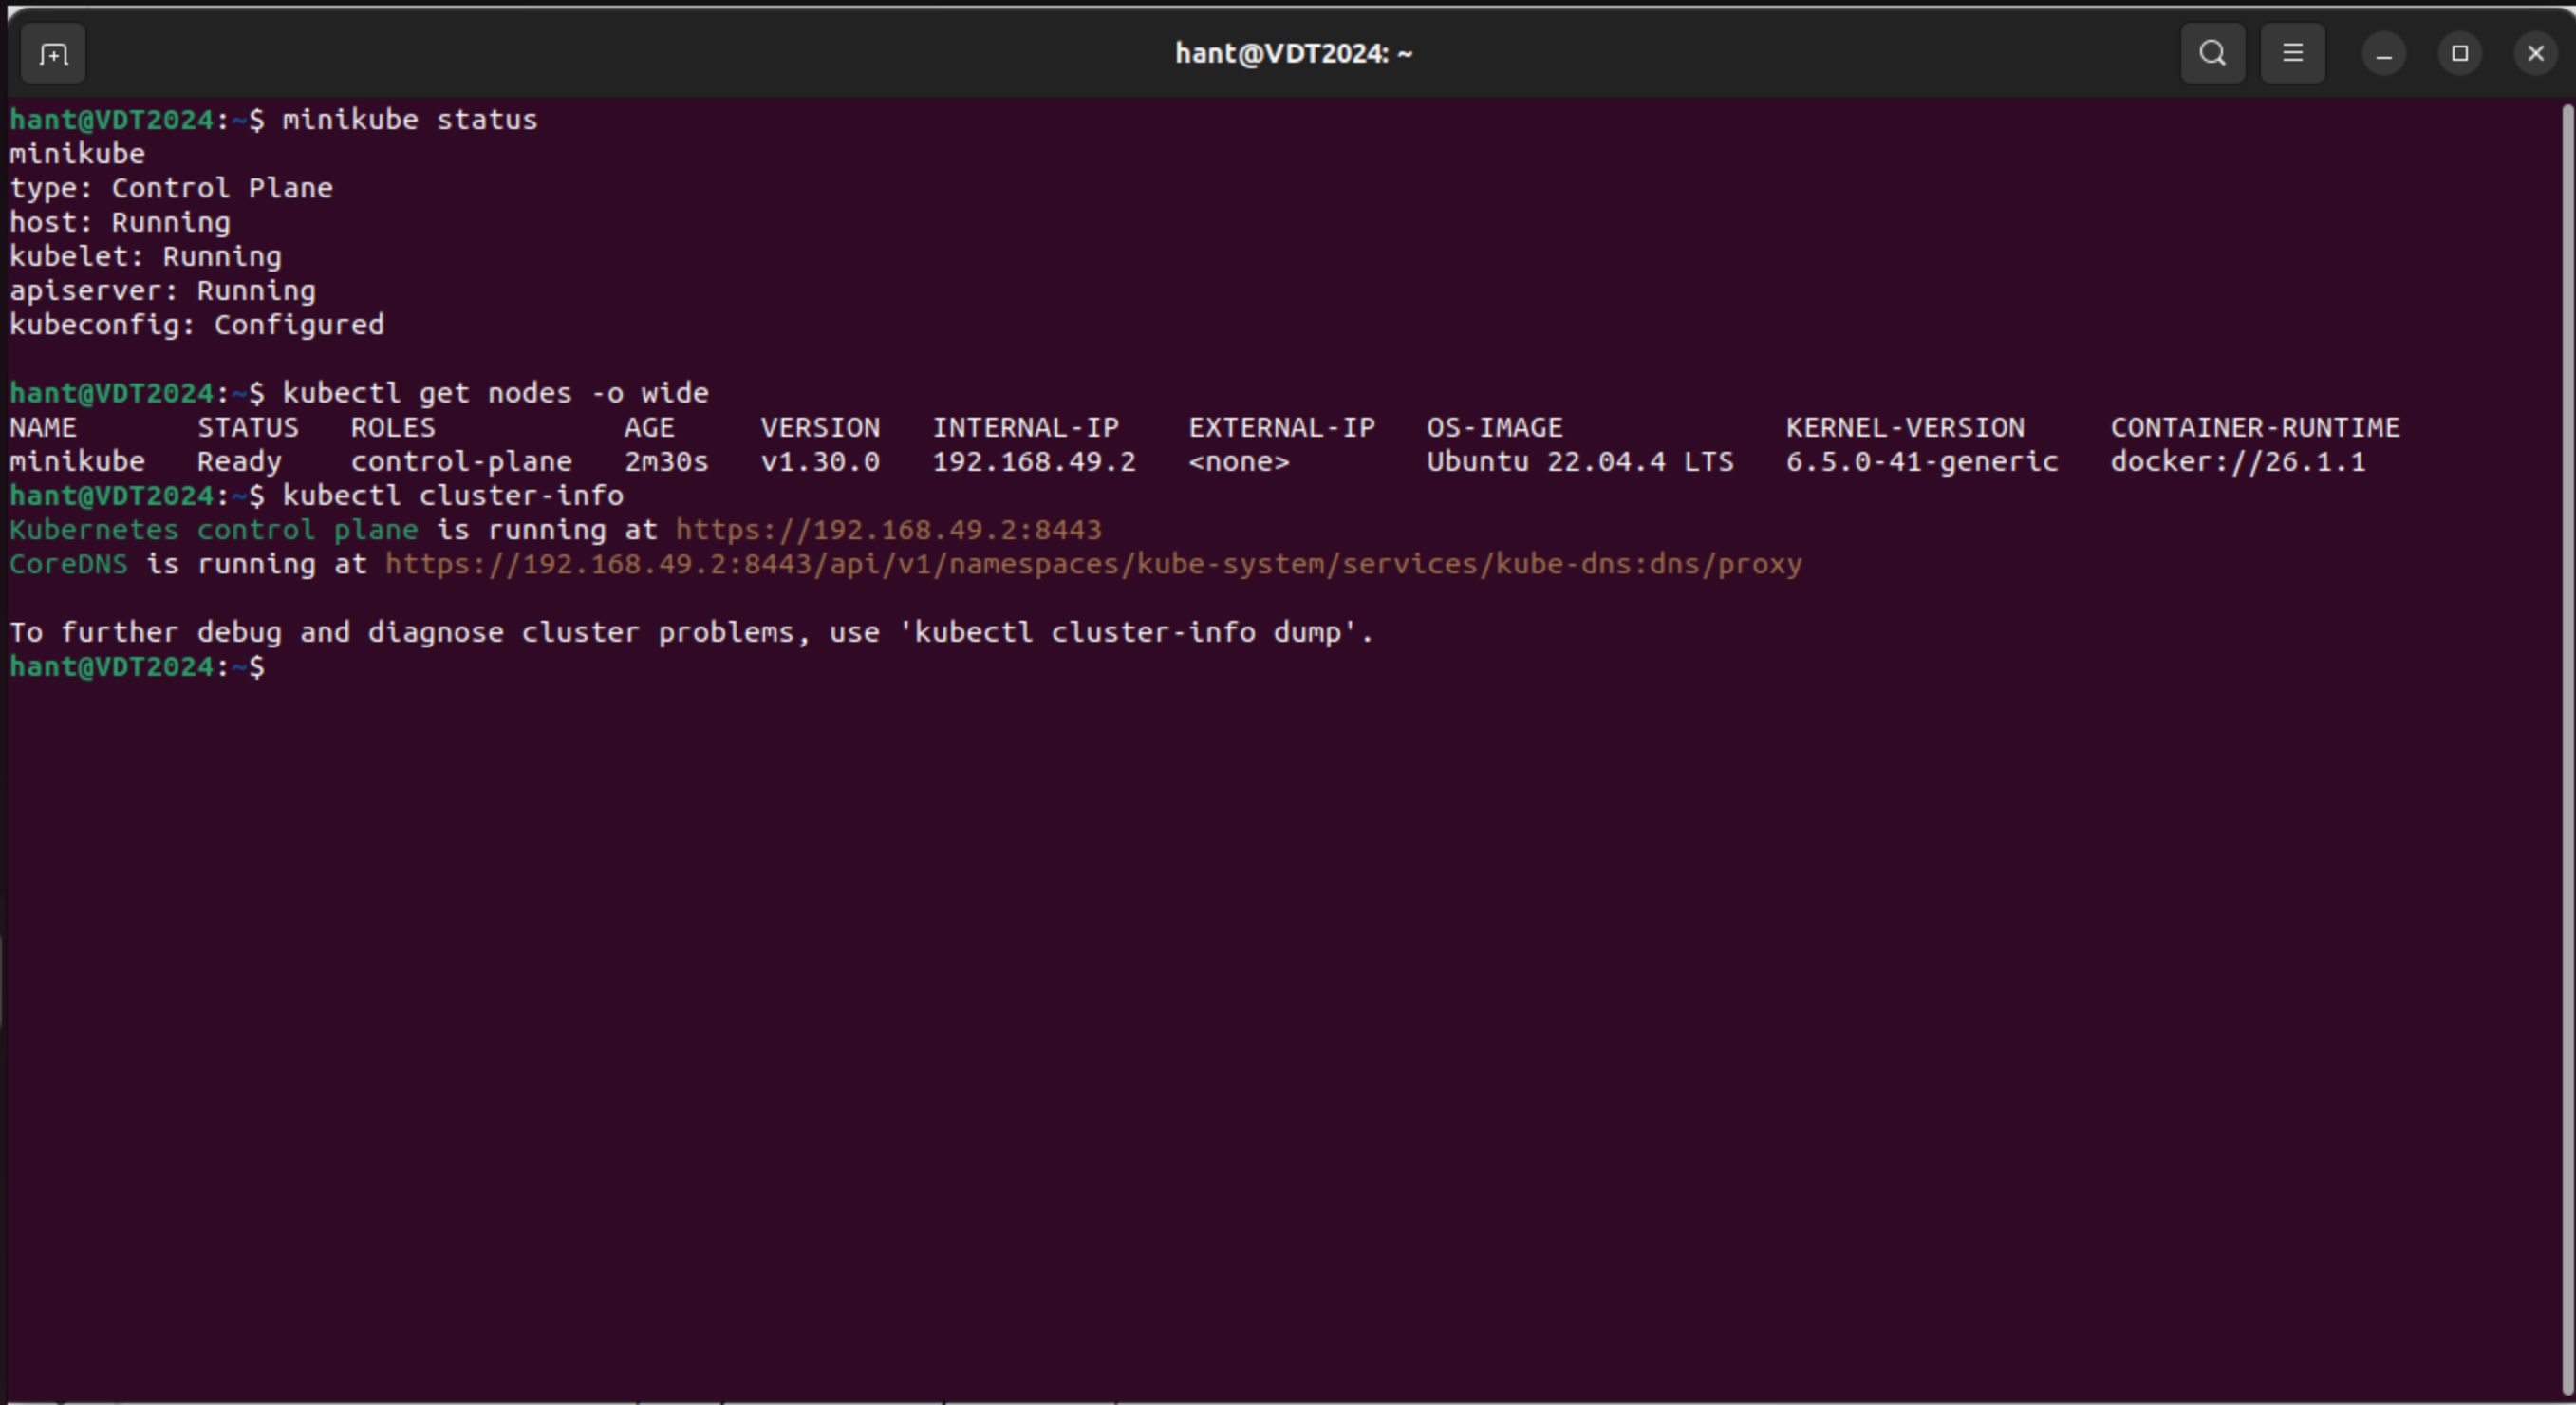 hant@VDT2024: ~
hant@VDT2024:~$ minikube status
minikube
type: Control Plane
host: Running
kubelet: Running
apiserver: Running
kubeconfig: Configured
hant@VDT2024:~$ kubectl get nodes -o wide
NAME STATUS ROLES AGE VERSION INTERNAL-IP EXTERNAL-IP OS-IMAGE KERNEL-VERSION CONTAINER-RUNTIME
minikube Ready control-plane 2m30s v1.30.0 192.168.49.2 <none> Ubuntu 22.04.4 LTS 6.5.0-41-generic docker://26.1.1
hant@VDT2024:~$ kubectl cluster-info
Kubernetes control plane is running at https://192.168.49.2:8443
CoreDNS is running at https://192.168.49.2:8443/api/v1/namespaces/kube-system/services/kube-dns:dns/proxy
To further debug and diagnose cluster problems, use 'kubectl cluster-info dump'.
hant@VDT2024:~$